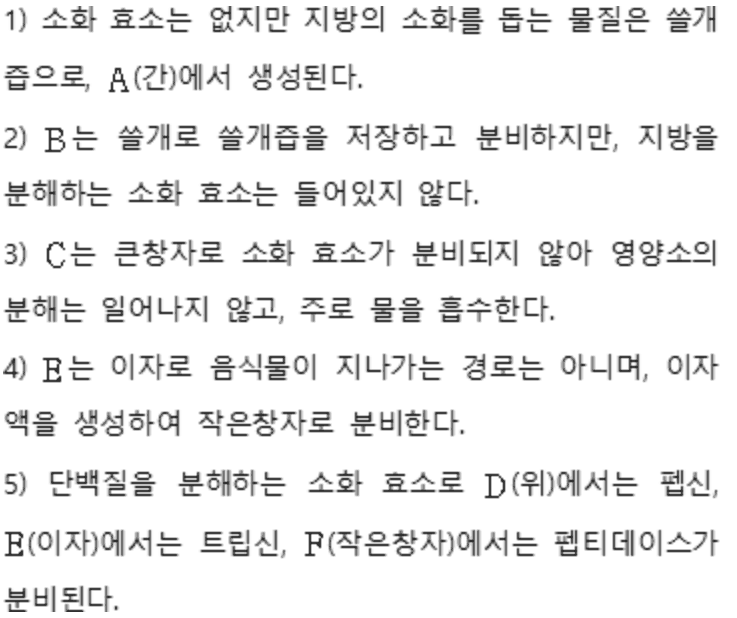 1) 소화 효소는 없지만 지방의 소화를 돕는 물질은 쓸개
즙으로, A(간)에서 생성된다.
2) B는 쓸개로 쓸개즙을 저장하고 분비하지만, 지방을
분해하는 소화 효소는 들어있지 않다.
3) C는 큰창자로 소화 효소가 분비되지 않아 영양소의
분해는 일어나지 않고, 주로 물을 흡수한다.
4) E는 이자로 음식물이 지나가는 경로는 아니며, 이자
액을 생성하여 작은창자로 분비한다.
5) 단백질을 분해하는 소화 효소로 D(위)에서는 펩신,
E(이자)에서는 트립신, F(작은창자)에서는 펩티데이스가
분비된다.